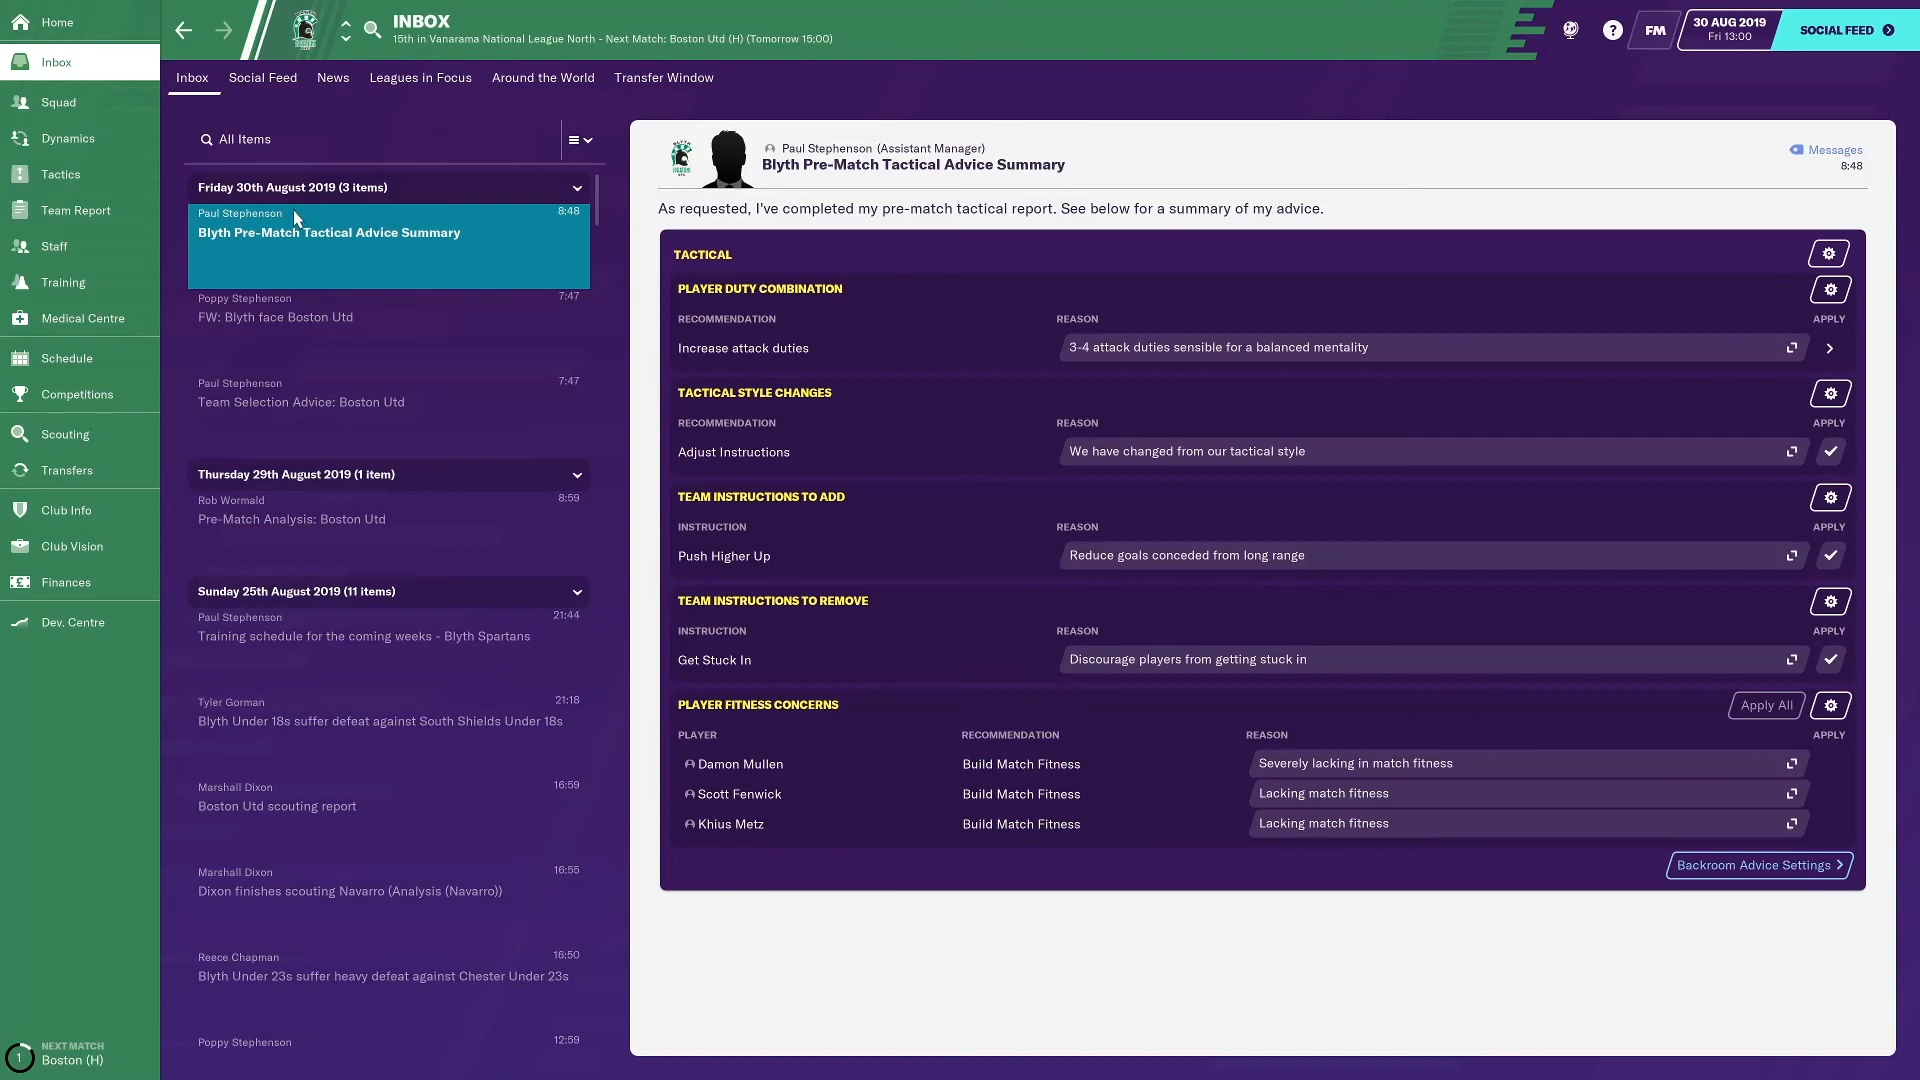 Home
Inbox
Squad
Dynamics
Tactics
Team Report
Staff
Training
Medical Centre
Schedule
Competitions
Scouting
Transfers
Club Info
Club Vision
Finances
Dev. Centre
1
NEXT MATCH
Boston (H)
INBOX
15th in Vanarama National League North - Next Match: Boston Utd (H) (Tomorrow 15:00)
?
FM
30 AUG 2019
Fri 13:00
SOCIAL FEED
Inbox
Social Feed
News
Leagues in Focus
Around the World
Transfer Window
All Items
Friday 30th August 2019 (3 items)
Paul Stephenson 8:48
Blyth Pre-Match Tactical Advice Summary
Poppy Stephenson 7:47
FW: Blyth face Boston Utd
Paul Stephenson 7:47
Team Selection Advice: Boston Utd
Thursday 29th August 2019 (1 item)
Rob Wormald 8:59
Pre-Match Analysis: Boston Utd
Sunday 25th August 2019 (11 items)
Paul Stephenson 21:44
Training schedule for the coming weeks - Blyth Spartans
Tyler Gorman 21:18
Blyth Under 18s suffer defeat against South Shields Under 18s
Marshall Dixon 16:59
Boston Utd scouting report
Marshall Dixon 16:55
Dixon finishes scouting Navarro (Analysis (Navarro))
Reece Chapman 16:50
Blyth Under 23s suffer heavy defeat against Chester Under 23s
Poppy Stephenson 12:59
Paul Stephenson (Assistant Manager)
Blyth Pre-Match Tactical Advice Summary
Messages
8:48
As requested, I've completed my pre-match tactical report. See below for a summary of my advice.
TACTICAL
PLAYER DUTY COMBINATION
RECOMMENDATION REASON APPLY
Increase attack duties 3-4 attack duties sensible for a balanced mentality
TACTICAL STYLE CHANGES
RECOMMENDATION REASON APPLY
Adjust Instructions We have changed from our tactical style
TEAM INSTRUCTIONS TO ADD
INSTRUCTION REASON APPLY
Push Higher Up Reduce goals conceded from long range
TEAM INSTRUCTIONS TO REMOVE
INSTRUCTION REASON APPLY
Get Stuck In Discourage players from getting stuck in
PLAYER FITNESS CONCERNS Apply All
PLAYER RECOMMENDATION REASON APPLY
Damon Mullen Build Match Fitness Severely lacking in match fitness
Scott Fenwick Build Match Fitness Lacking match fitness
Khius Metz Build Match Fitness Lacking match fitness
Backroom Advice Settings